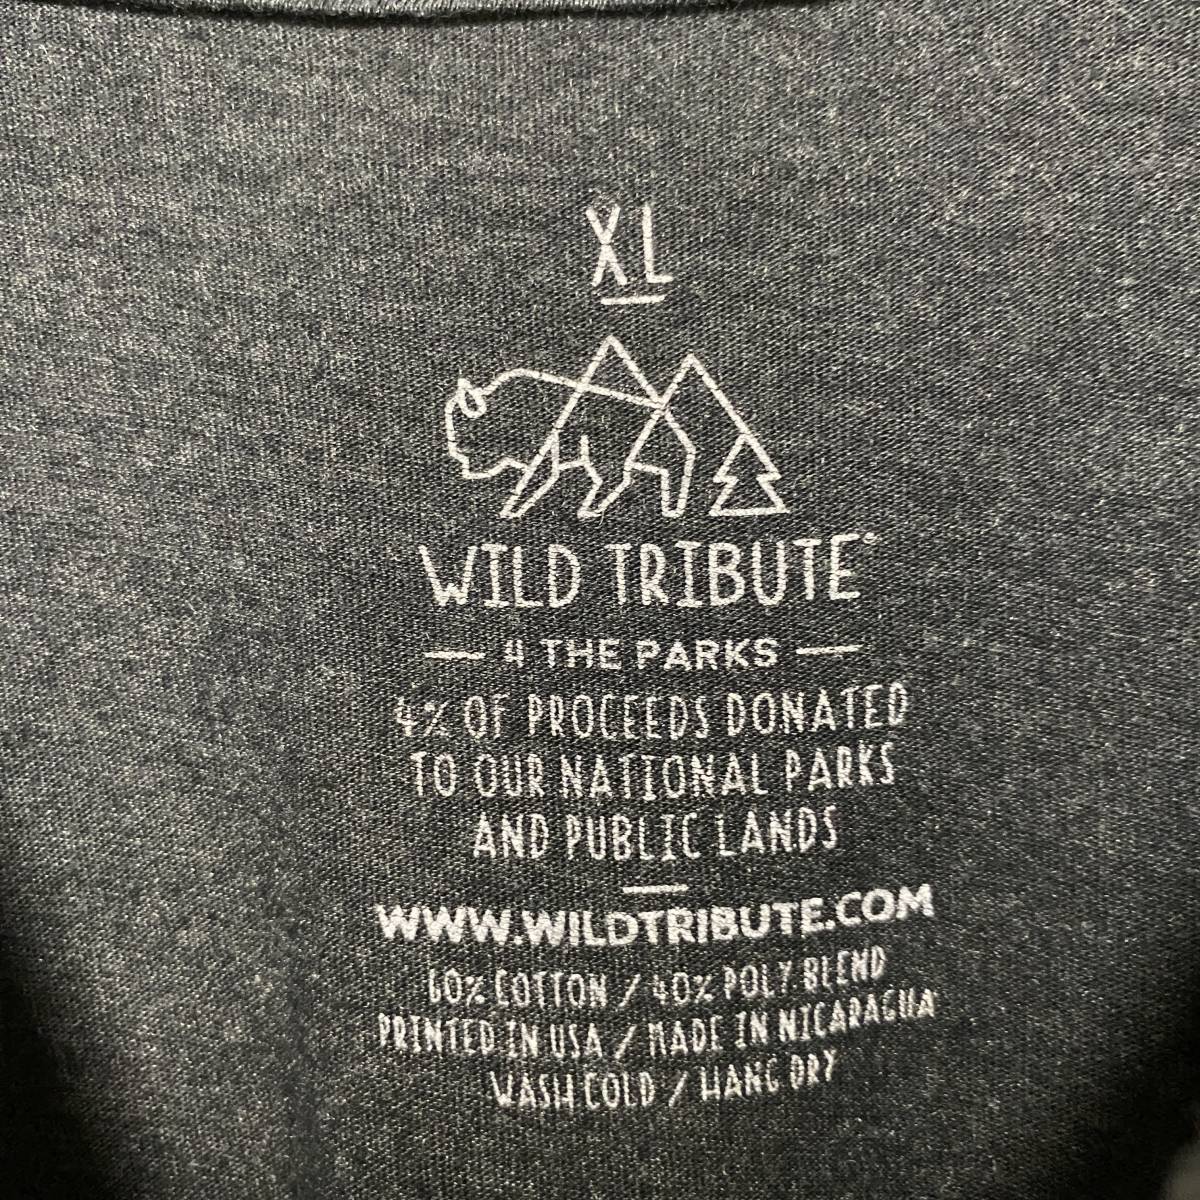 XL
WILD TRIBUTE®
4 THE PARKS
4% OF PROCEEDS DONATED
TO OUR NATIONAL PARKS
AND PUBLIC LANDS
WWW.WILDTRIBUTE.COM
60% COTTON / 40% POLY BLEND
PRINTED IN USA / MADE IN NICARAGUA
WASH COLD / HANG DRY